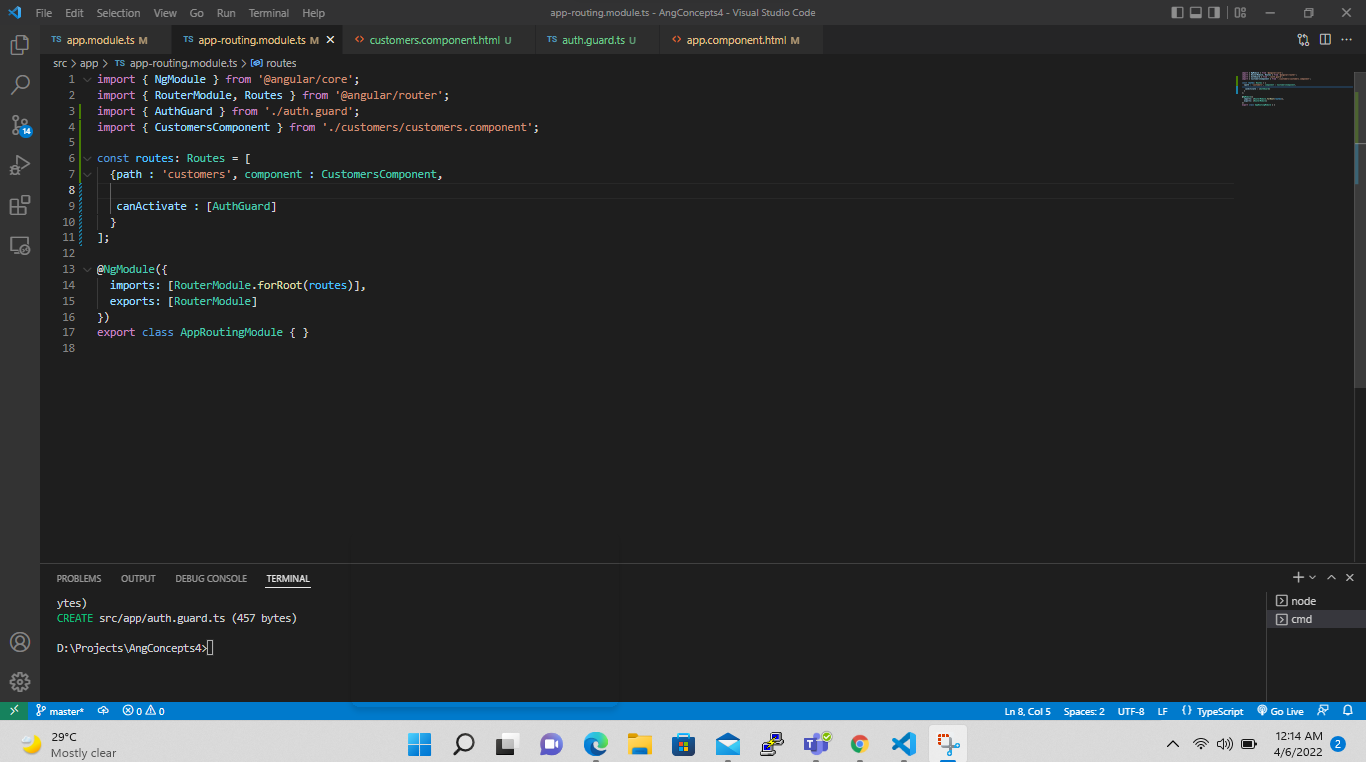 File Edit Selection View Go Run Terminal Help app-routing.module.ts - AngConcepts4 - Visual Studio Code
TS app.module.ts M TS app-routing.module.ts M customers.component.html U TS auth.guard.ts U app.component.html M
src > app > TS app-routing.module.ts > routes
1 import { NgModule } from '@angular/core';
2 import { RouterModule, Routes } from '@angular/router';
3 import { AuthGuard } from './auth.guard';
4 import { CustomersComponent } from './customers/customers.component';
5
6 const routes: Routes = [
7 {path : 'customers', component : CustomersComponent,
8
9 canActivate : [AuthGuard]
10 }
11 ];
12
13 @NgModule({
14 imports: [RouterModule.forRoot(routes)],
15 exports: [RouterModule]
16 })
17 export class AppRoutingModule { }
18
14
PROBLEMS OUTPUT DEBUG CONSOLE TERMINAL
ytes)
CREATE src/app/auth.guard.ts (457 bytes)
D:\Projects\AngConcepts4>
node
cmd
master* 0 0 Ln 8, Col 5 Spaces: 2 UTF-8 LF {} TypeScript Go Live
29°C
Mostly clear
12:14 AM
4/6/2022 2